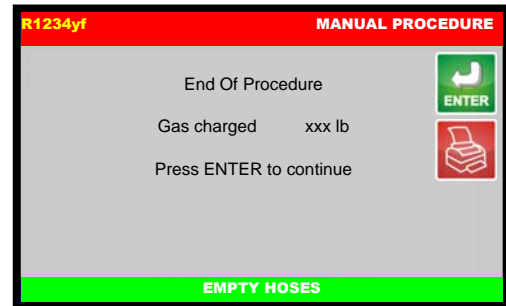 R1234yf MANUAL PROCEDURE
End Of Procedure
ENTER
Gas charged xxx lb
Press ENTER to continue
EMPTY HOSES